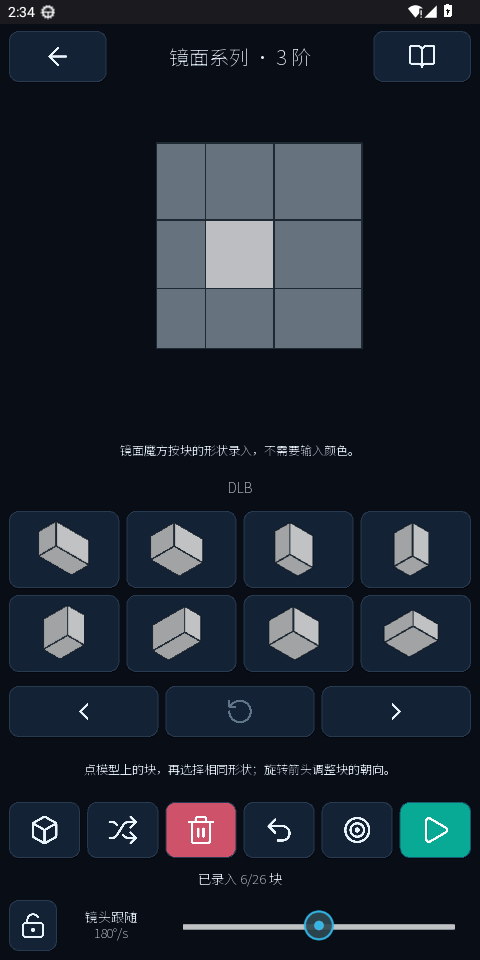 2:34
镜面系列 · 3 阶
镜面魔方按块的形状录入，不需要输入颜色。
DLB
点模型上的块，再选择相同形状；旋转箭头调整块的朝向。
已录入 6/26 块
镜头跟随
180°/s